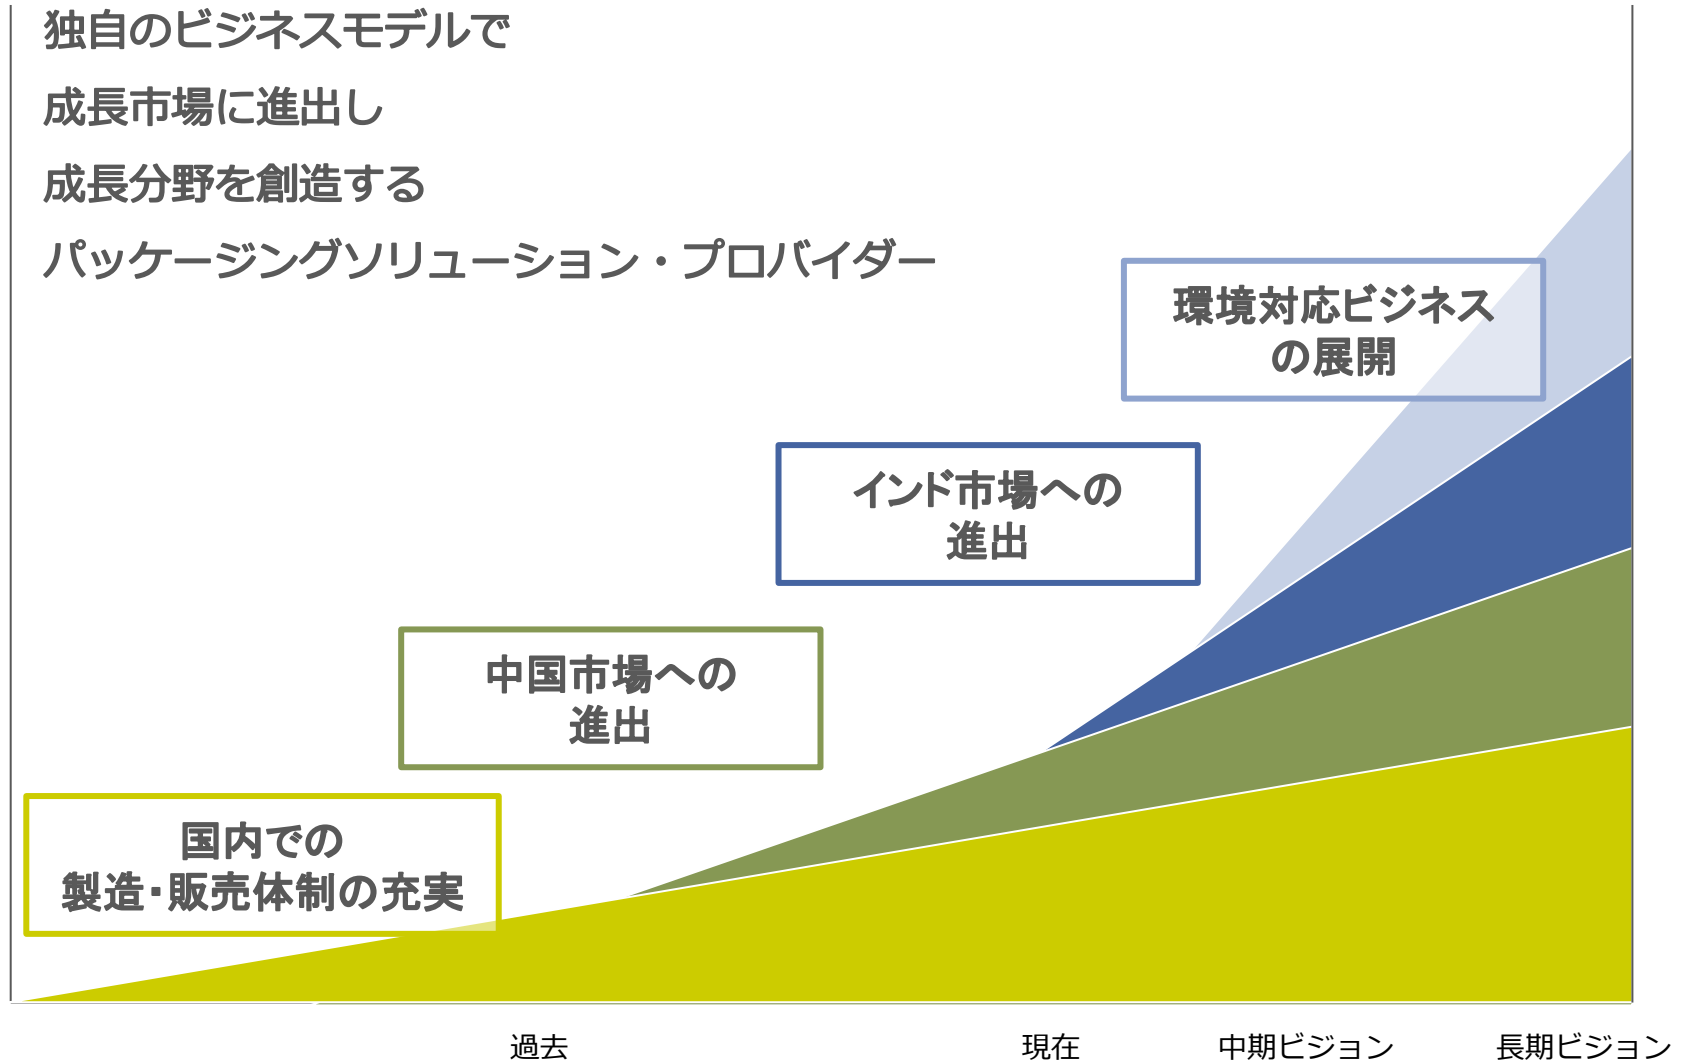 独自のビジネスモデルで
成長市場に進出し
成長分野を創造する
パッケージングソリューション・プロバイダー
環境対応ビジネス
の展開
インド市場への
進出
中国市場への
進出
国内での
製造・販売体制の充実
過去
現在
中期ビジョン
長期ビジョン